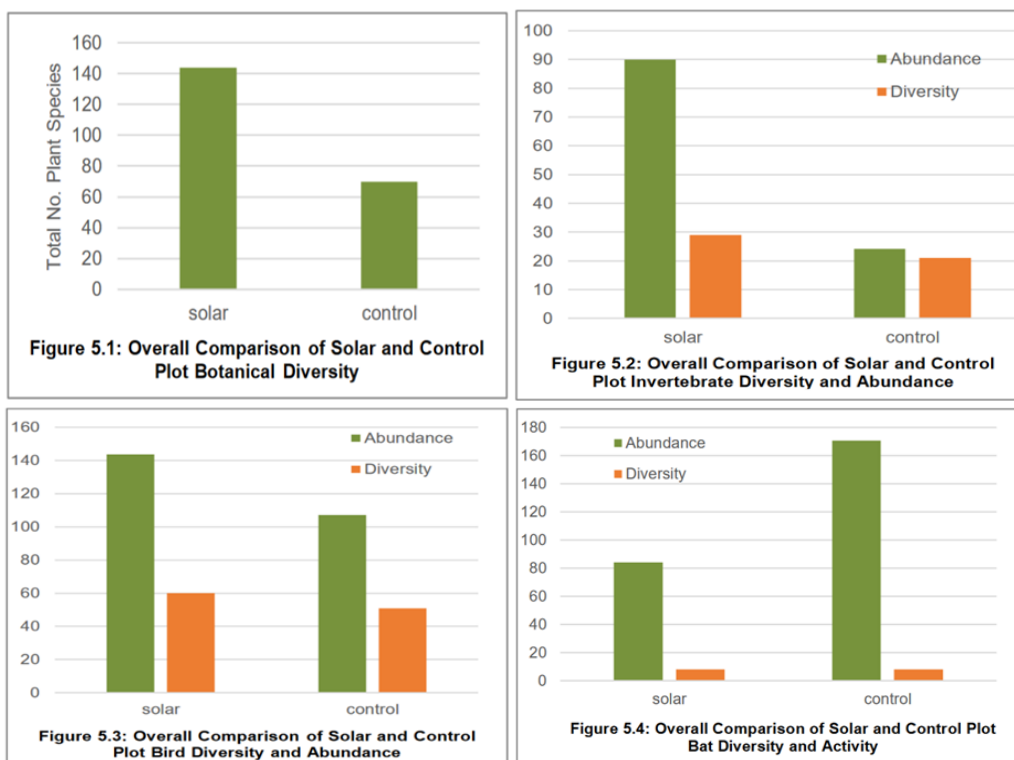 160
140
120
100
80
60
40
20
0
Total No. Plant Species
solar control
Figure 5.1: Overall Comparison of Solar and Control
Plot Botanical Diversity
100
90
80
70
60
50
40
30
20
10
0
Abundance
Diversity
solar control
Figure 5.2: Overall Comparison of Solar and Control
Plot Invertebrate Diversity and Abundance
160
140
120
100
80
60
40
20
0
Abundance
Diversity
solar control
Figure 5.3: Overall Comparison of Solar and Control
Plot Bird Diversity and Abundance
180
160
140
120
100
80
60
40
20
0
Abundance
Diversity
solar control
Figure 5.4: Overall Comparison of Solar and Control Plot
Bat Diversity and Activity